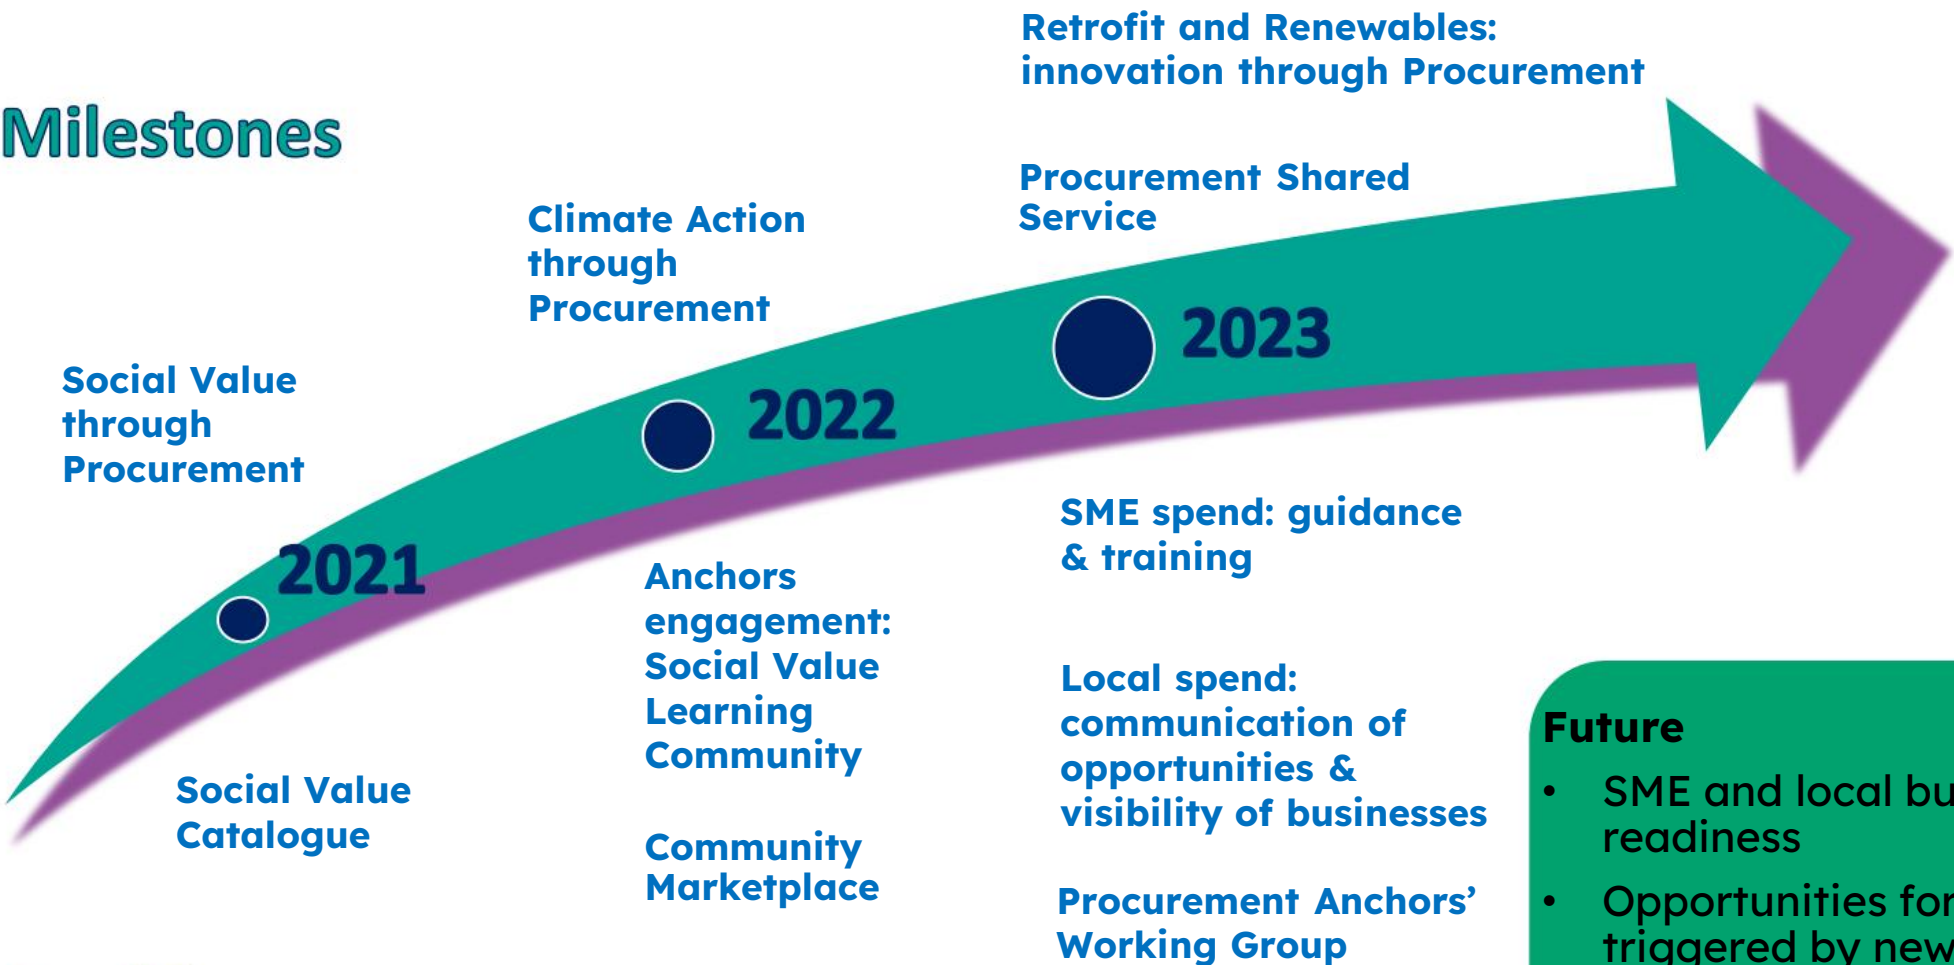 Milestones
Retrofit and Renewables:
innovation through Procurement
Procurement Shared
Service
Climate Action
through
Procurement
Social Value
through
Procurement
2021
2022
2023
Social Value
Catalogue
Anchors
engagement:
Social Value
Learning
Community
Community
Marketplace
SME spend: guidance
& training
Local spend:
communication of
opportunities &
visibility of businesses
Procurement Anchors’
Working Group
Future
• SME and local bu
readiness
• Opportunities for
triggered by new